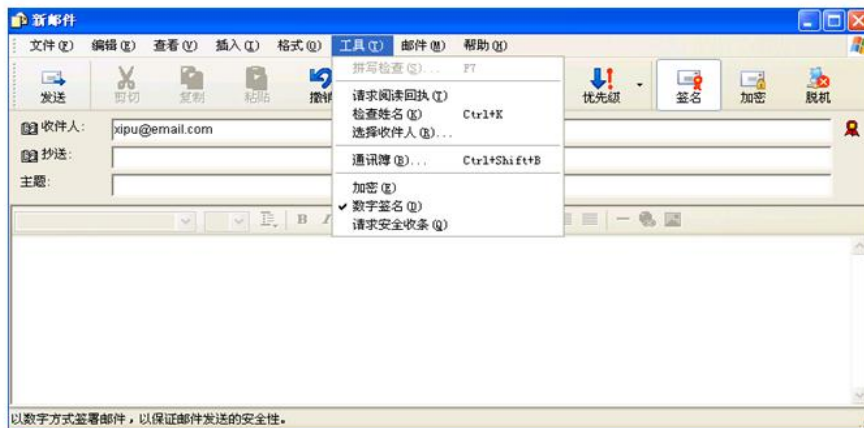 新邮件
文件(F) 编辑(E) 查看(V) 插入(I) 格式(O) 工具(T) 邮件(M) 帮助(H)
发送 剪切 复制 粘贴 撤销 优先级 签名 加密 脱机
拼写检查(S)... F7
请求阅读回执(T)
检查姓名(K) Ctrl+K
选择收件人(R)...
通讯簿(B)... Ctrl+Shift+B
加密(E)
数字签名(D)
请求安全收条(Q)
收件人: xipu@email.com
抄送:
主题:
B I
以数字方式签署邮件，以保证邮件发送的安全性。